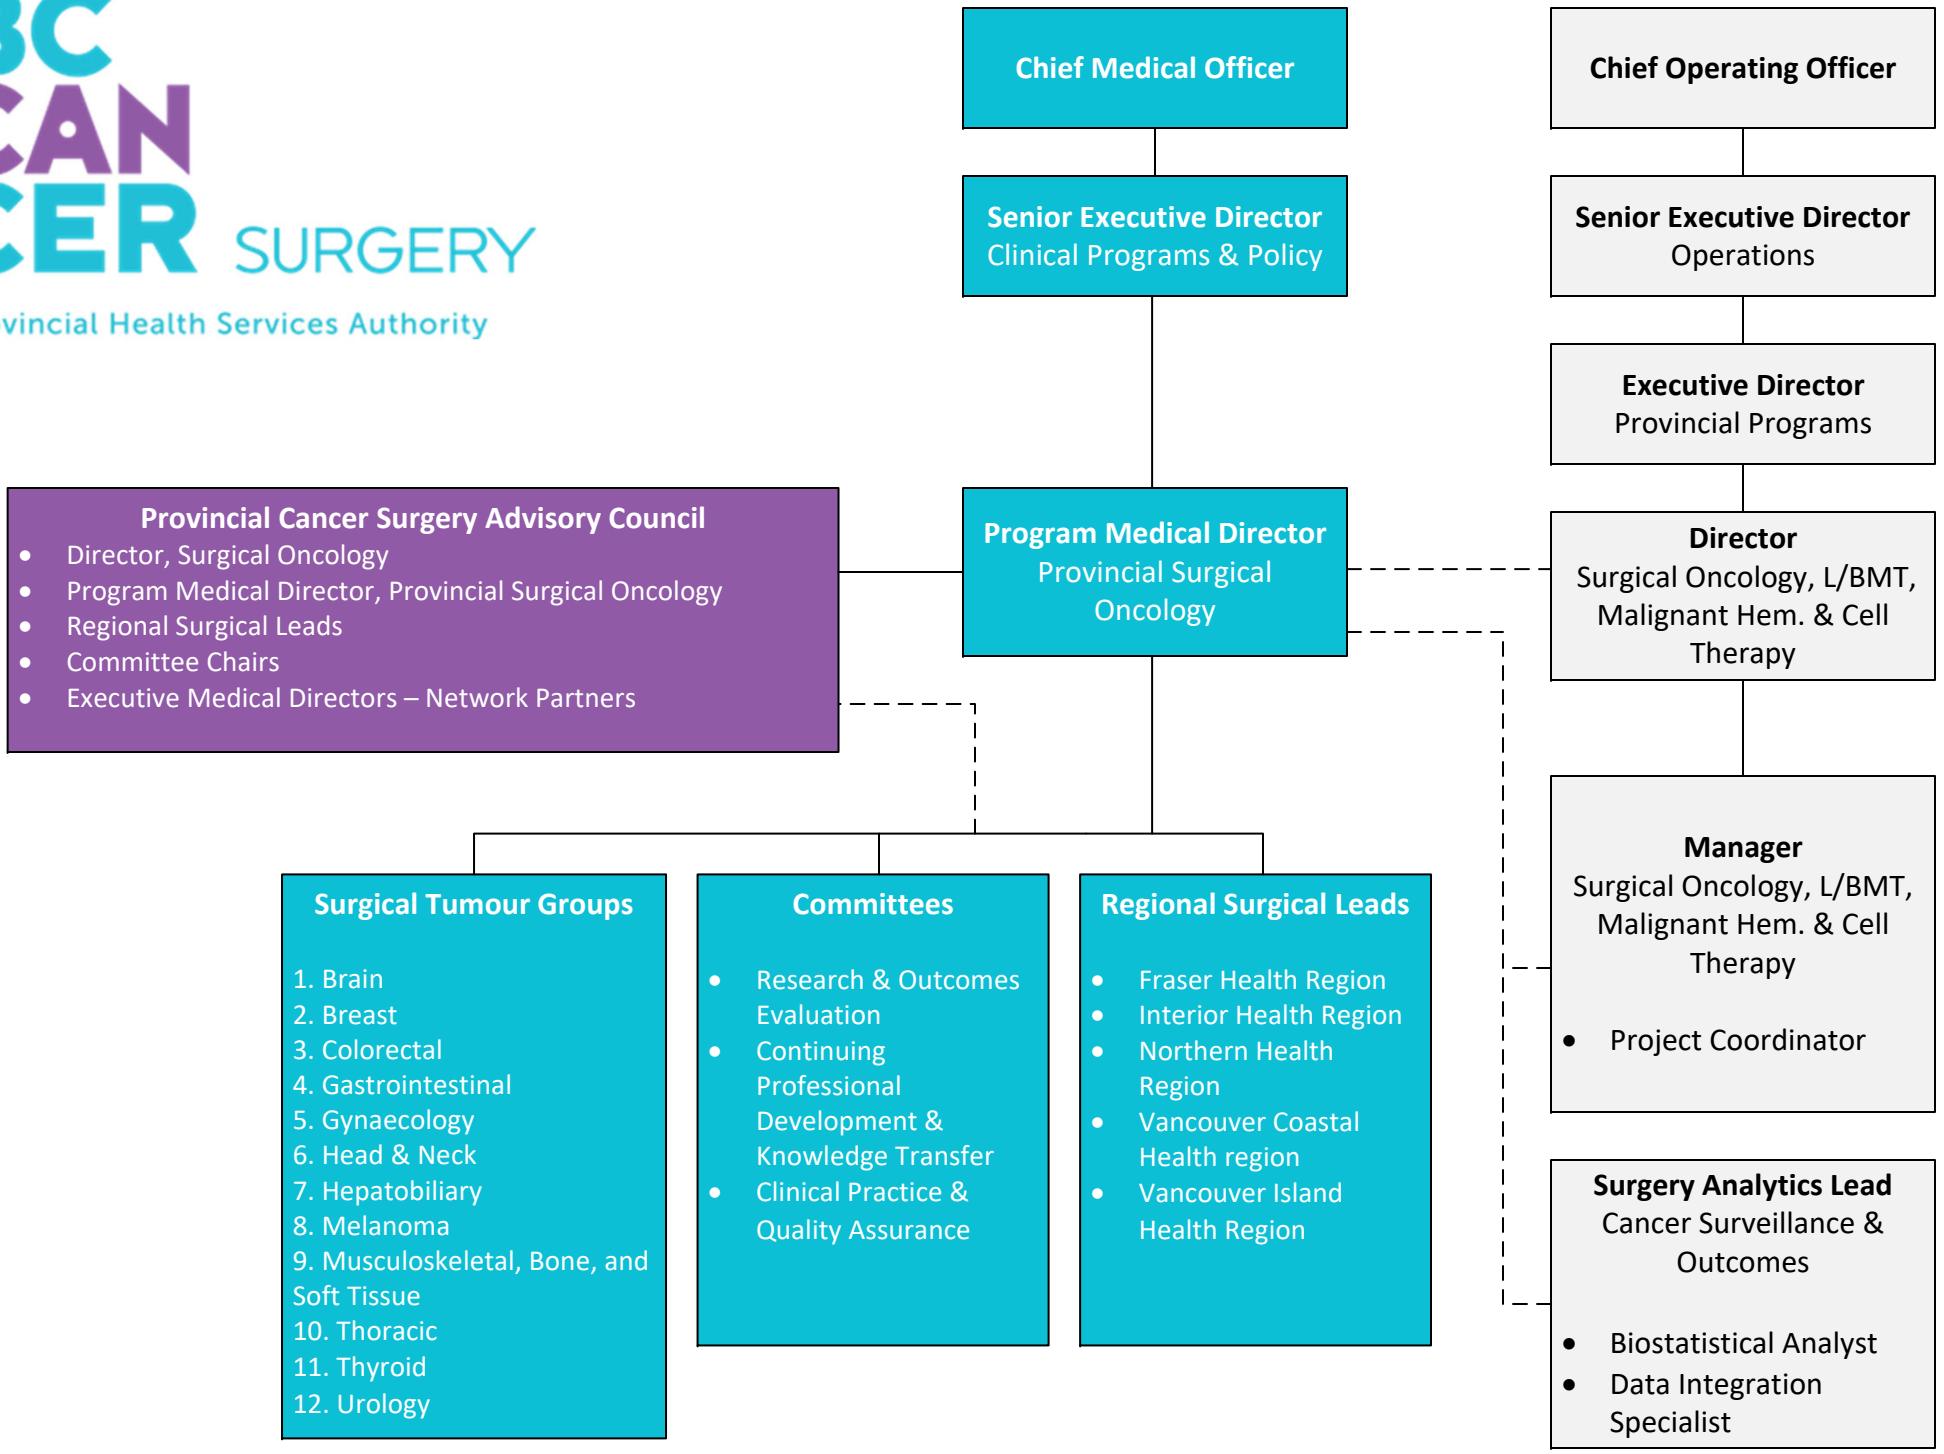 BC
CAN
CER SURGERY
vincial Health Services Authority
Chief Medical Officer
Senior Executive Director
Clinical Programs & Policy
Chief Operating Officer
Senior Executive Director
Operations
Executive Director
Provincial Programs
Provincial Cancer Surgery Advisory Council
• Director, Surgical Oncology
• Program Medical Director, Provincial Surgical Oncology
• Regional Surgical Leads
• Committee Chairs
• Executive Medical Directors – Network Partners
Program Medical Director
Provincial Surgical
Oncology
Director
Surgical Oncology, L/BMT,
Malignant Hem. & Cell
Therapy
Surgical Tumour Groups
1. Brain
2. Breast
3. Colorectal
4. Gastrointestinal
5. Gynaecology
6. Head & Neck
7. Hepatobiliary
8. Melanoma
9. Musculoskeletal, Bone, and
Soft Tissue
10. Thoracic
11. Thyroid
12. Urology
Committees
• Research & Outcomes
Evaluation
• Continuing
Professional
Development &
Knowledge Transfer
• Clinical Practice &
Quality Assurance
Regional Surgical Leads
• Fraser Health Region
• Interior Health Region
• Northern Health
Region
• Vancouver Coastal
Health region
• Vancouver Island
Health Region
Manager
Surgical Oncology, L/BMT,
Malignant Hem. & Cell
Therapy
• Project Coordinator
Surgery Analytics Lead
Cancer Surveillance &
Outcomes
• Biostatistical Analyst
• Data Integration
Specialist